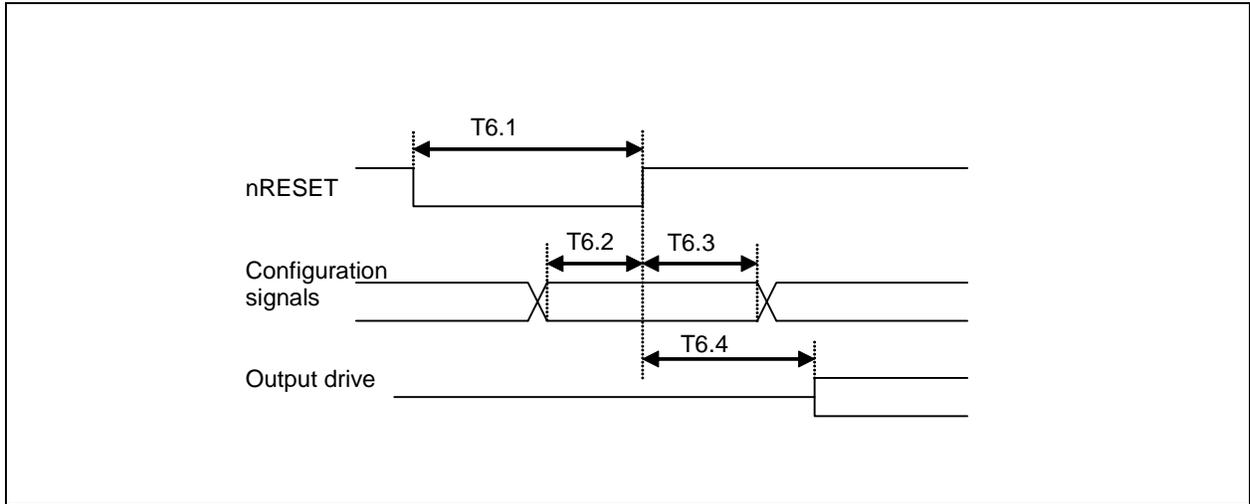 T6.1
nRESET
T6.2
T6.3
Configuration
signals
T6.4
Output drive